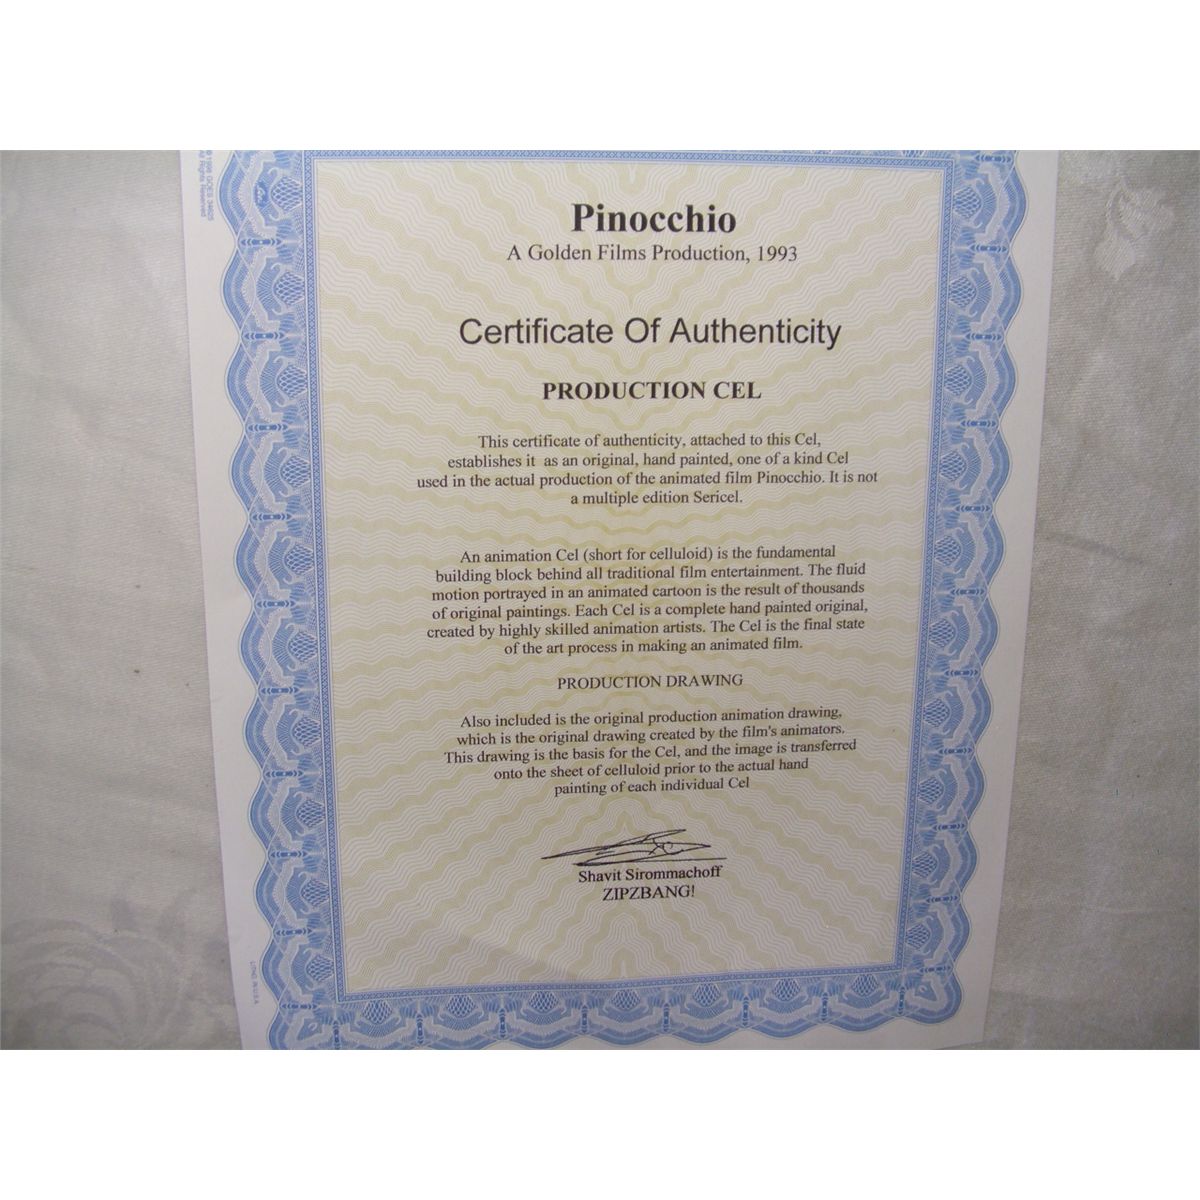 © 1996 GOES 34605
All Rights Reserved
Pinocchio
A Golden Films Production, 1993
Certificate Of Authenticity
PRODUCTION CEL
This certificate of authenticity, attached to this Cel,
establishes it as an original, hand painted, one of a kind Cel
used in the actual production of the animated film Pinocchio. It is not
a multiple edition Sericel.
An animation Cel (short for celluloid) is the fundamental
building block behind all traditional film entertainment. The fluid
motion portrayed in an animated cartoon is the result of thousands
of original paintings. Each Cel is a complete hand painted original,
created by highly skilled animation artists. The Cel is the final state
of the art process in making an animated film.
PRODUCTION DRAWING
Also included is the original production animation drawing,
which is the original drawing created by the film's animators.
This drawing is the basis for the Cel, and the image is transferred
onto the sheet of celluloid prior to the actual hand
painting of each individual Cel
Shavit Sirommachoff
ZIPZBANG!
LITHO. IN U.S.A.